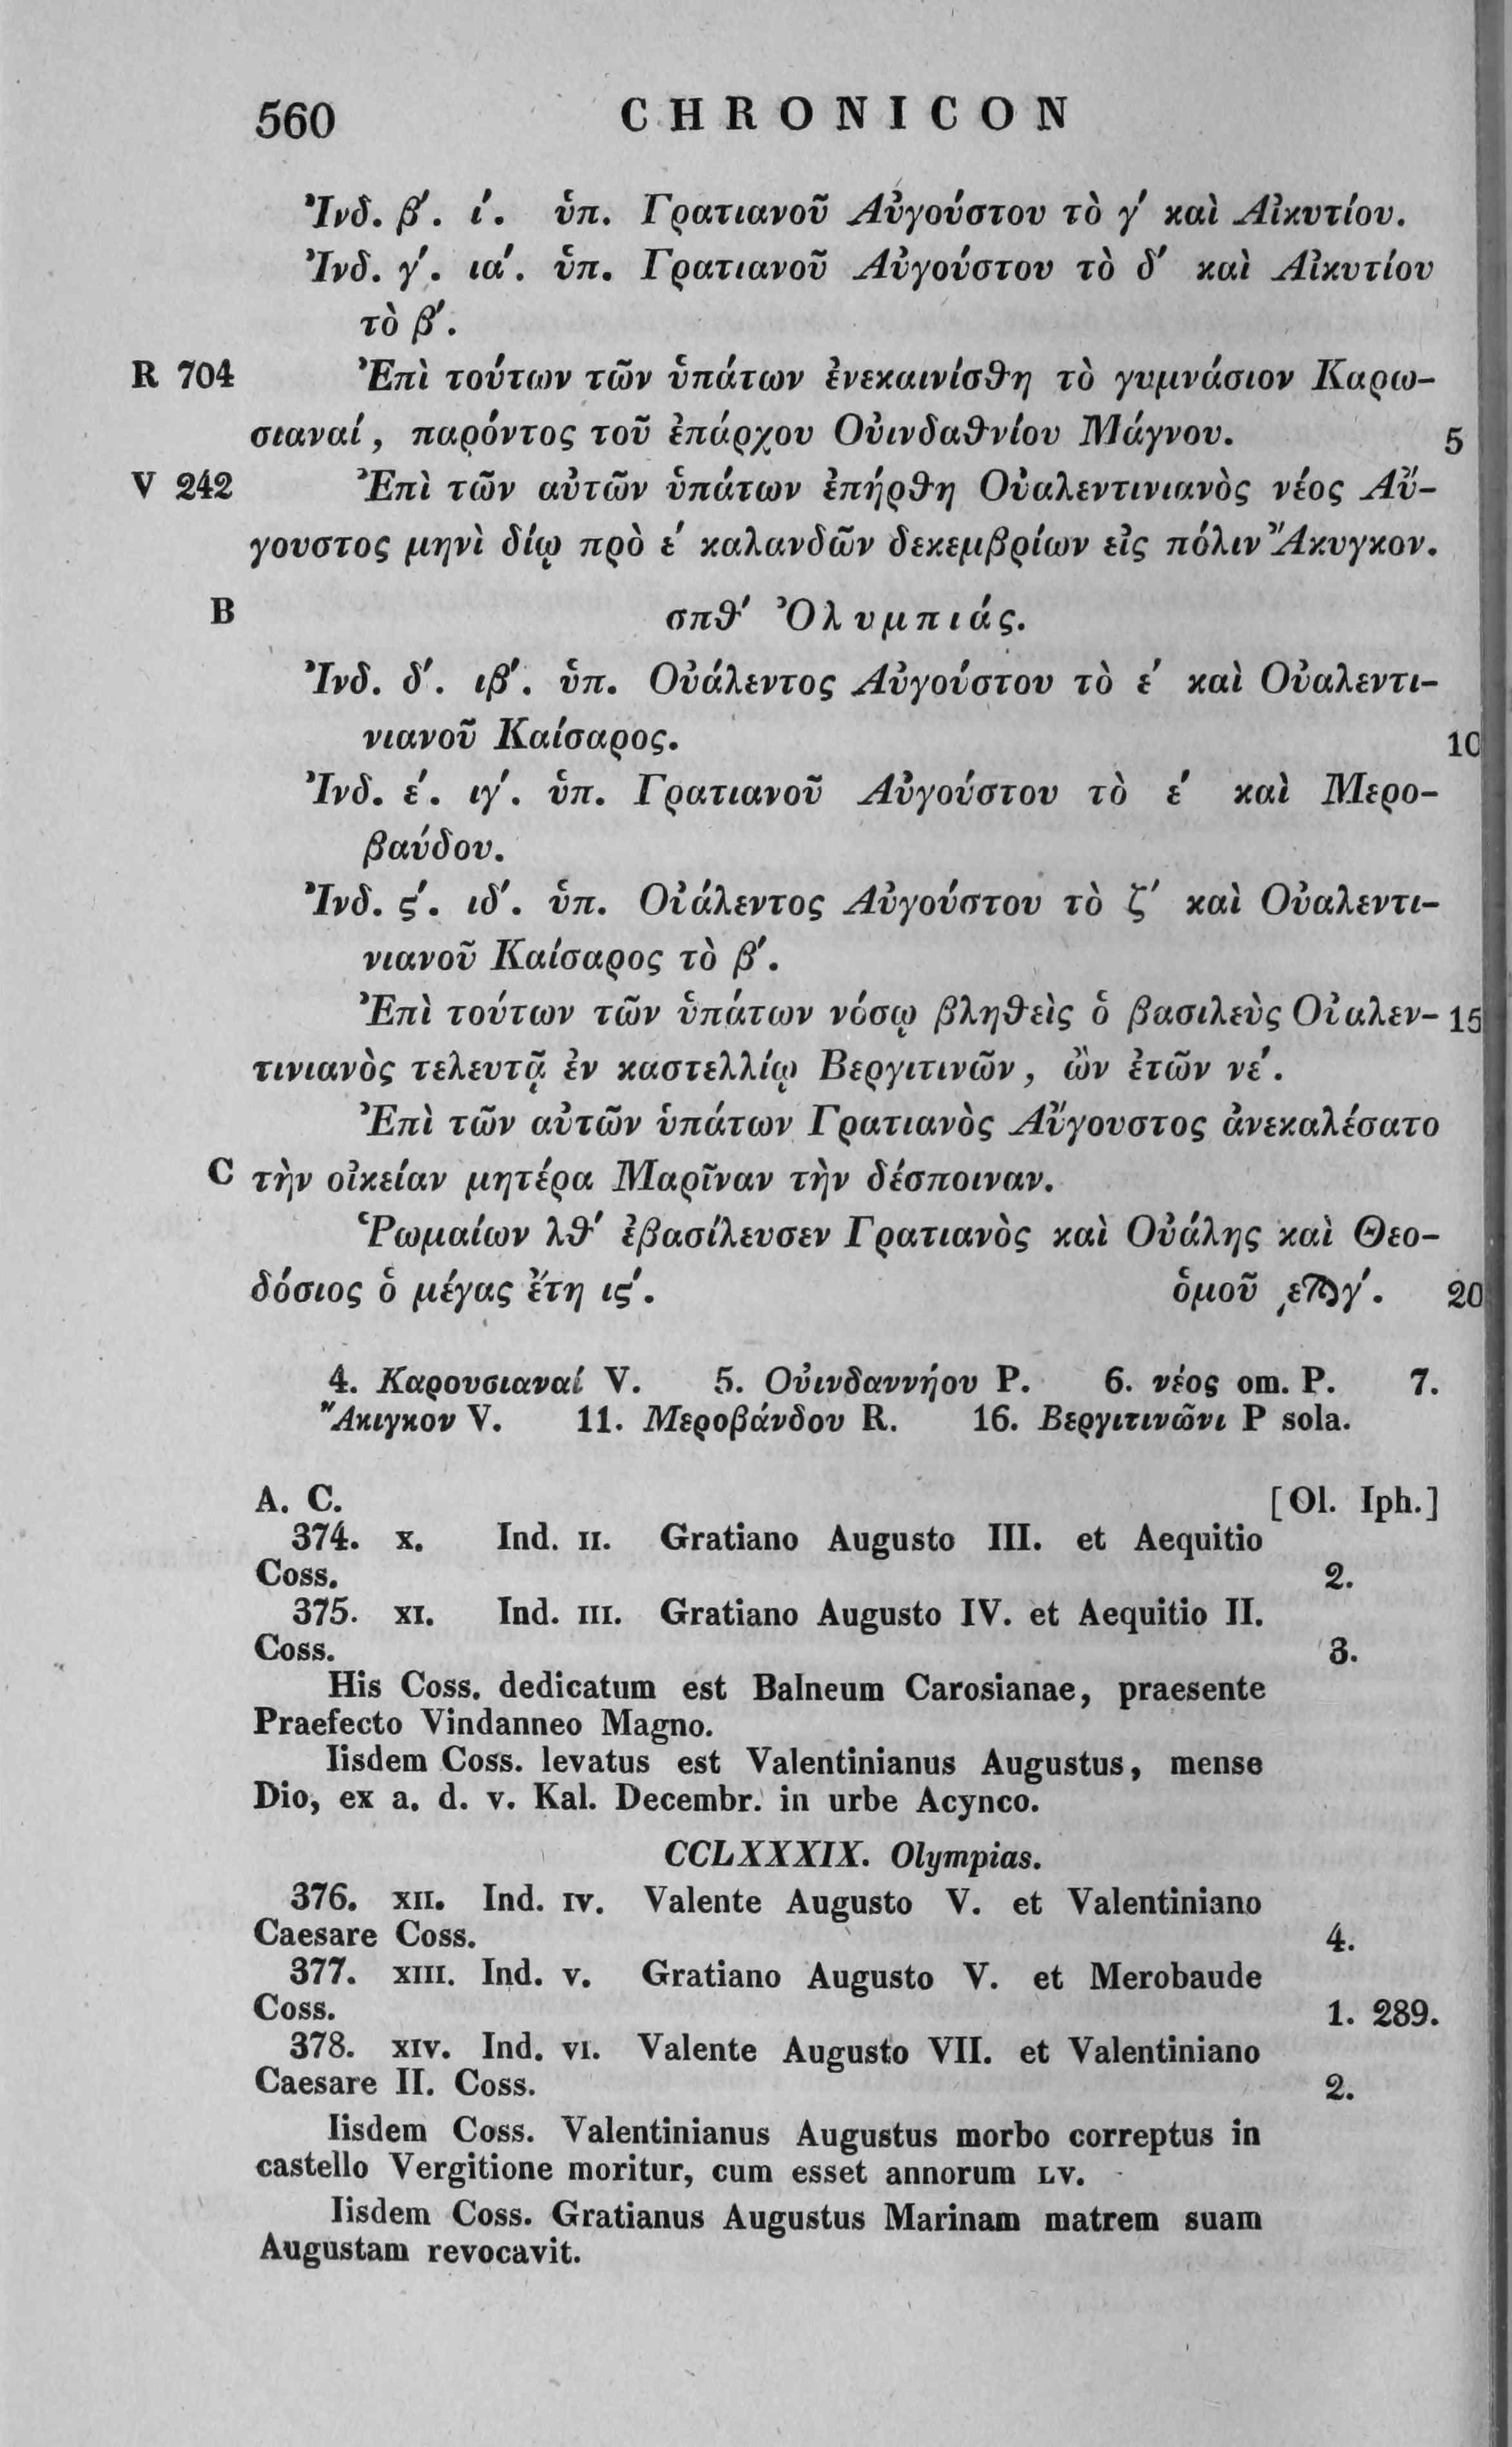 560 CHRONICON
Ἰνδ. β΄. ί. ὑπ. Γρατιανοῦ Αὐγούστου τὸ γ΄ καὶ Αἰκυτίου.
Ἰνδ. γ΄. ια΄. ὑπ. Γρατιανοῦ Αὐγούστου τὸ δ΄ καὶ Αἰκυτίου
τὸ β΄.
R 704 Ἐπὶ τούτων τῶν ὑπάτων ἐνεκαινίσθη τὸ γυμνάσιον Καρω-
σιαναί, παρόντος τοῦ ἐπάρχου Οὐινδαθνίου Μάγνου. 5
V 242 Ἐπὶ τῶν αὐτῶν ὑπάτων ἐπήρθη Οὐαλεντινιανὸς νέος Αὔ-
γουστος μηνὶ δίῳ πρὸ ε΄ καλανδῶν δεκεμβρίων εἰς πόλιν Ἄκυγκον.
B σπθ΄ Ὀλυμπιάς.
Ἰνδ. δ΄. ιβ΄. ὑπ. Οὐάλεντος Αὐγούστου τὸ ε΄ καὶ Οὐαλεντι-
νιανοῦ Καίσαρος. 10
Ἰνδ. ε΄. ιγ΄. ὑπ. Γρατιανοῦ Αὐγούστου τὸ ε΄ καὶ Μερο-
βαύδου.
Ἰνδ. ϛ΄. ιδ΄. ὑπ. Οὐάλεντος Αὐγούστου τὸ ζ΄ καὶ Οὐαλεντι-
νιανοῦ Καίσαρος τὸ β΄.
Ἐπὶ τούτων τῶν ὑπάτων νόσῳ βληθεὶς ὁ βασιλεὺς Οὐαλεν- 15
τινιανὸς τελευτᾷ ἐν καστελλίῳ Βεργιτινῶν, ὢν ἐτῶν νε΄.
Ἐπὶ τῶν αὐτῶν ὑπάτων Γρατιανὸς Αὔγουστος ἀνεκαλέσατο
C τὴν οἰκείαν μητέρα Μαρῖναν τὴν δέσποιναν.
Ῥωμαίων λθ΄ ἐβασίλευσεν Γρατιανὸς καὶ Οὐάλης καὶ Θεο-
δόσιος ὁ μέγας ἔτη ιϛ΄. ὁμοῦ ͵εϡγ΄. 20
4. Καρουσιαναί V. 5. Οὐινδαννήου P. 6. νέος om. P. 7.
Ἄκιγκον V. 11. Μεροβάνδου R. 16. Βεργιτινῶνι P sola.
A. C. [Ol. Iph.]
374. x. Ind. II. Gratiano Augusto III. et Aequitio
Coss. 2.
375. XI. Ind. III. Gratiano Augusto IV. et Aequitio II.
Coss. 3.
His Coss. dedicatum est Balneum Carosianae, praesente
Praefecto Vindanneo Magno.
Iisdem Coss. levatus est Valentinianus Augustus, mense
Dio, ex a. d. v. Kal. Decembr. in urbe Acynco.
CCLXXXIX. Olympias.
376. XII. Ind. IV. Valente Augusto V. et Valentiniano
Caesare Coss. 4.
377. XIII. Ind. v. Gratiano Augusto V. et Merobaude
Coss. 1. 289.
378. XIV. Ind. VI. Valente Augusto VII. et Valentiniano
Caesare II. Coss. 2.
Iisdem Coss. Valentinianus Augustus morbo correptus in
castello Vergitione moritur, cum esset annorum LV.
Iisdem Coss. Gratianus Augustus Marinam matrem suam
Augustam revocavit.